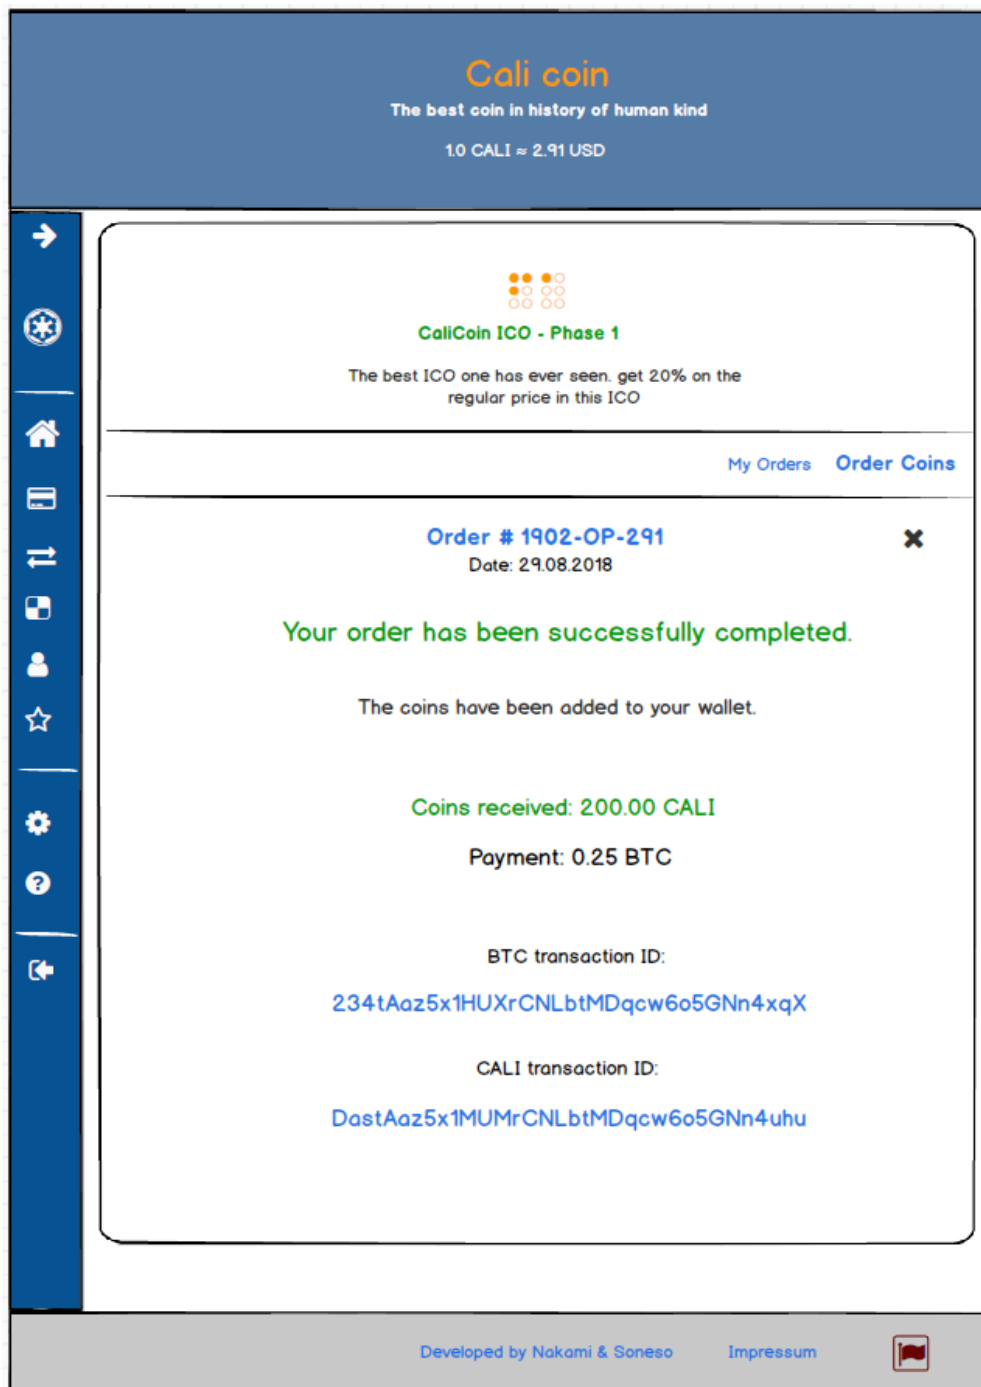 Cali coin
The best coin in history of human kind
1.0 CALI ≈ 2.91 USD
CaliCoin ICO - Phase 1
The best ICO one has ever seen. get 20% on the
regular price in this ICO
My Orders Order Coins
Order # 1902-OP-291
Date: 29.08.2018
Your order has been successfully completed.
The coins have been added to your wallet.
Coins received: 200.00 CALI
Payment: 0.25 BTC
BTC transaction ID:
234tAaz5x1HUXrCNLbtMDqcw6o5GNn4xqX
CALI transaction ID:
DastAaz5x1MUMrCNLbtMDqcw6o5GNn4uhu
Developed by Nakami & Soneso Impressum